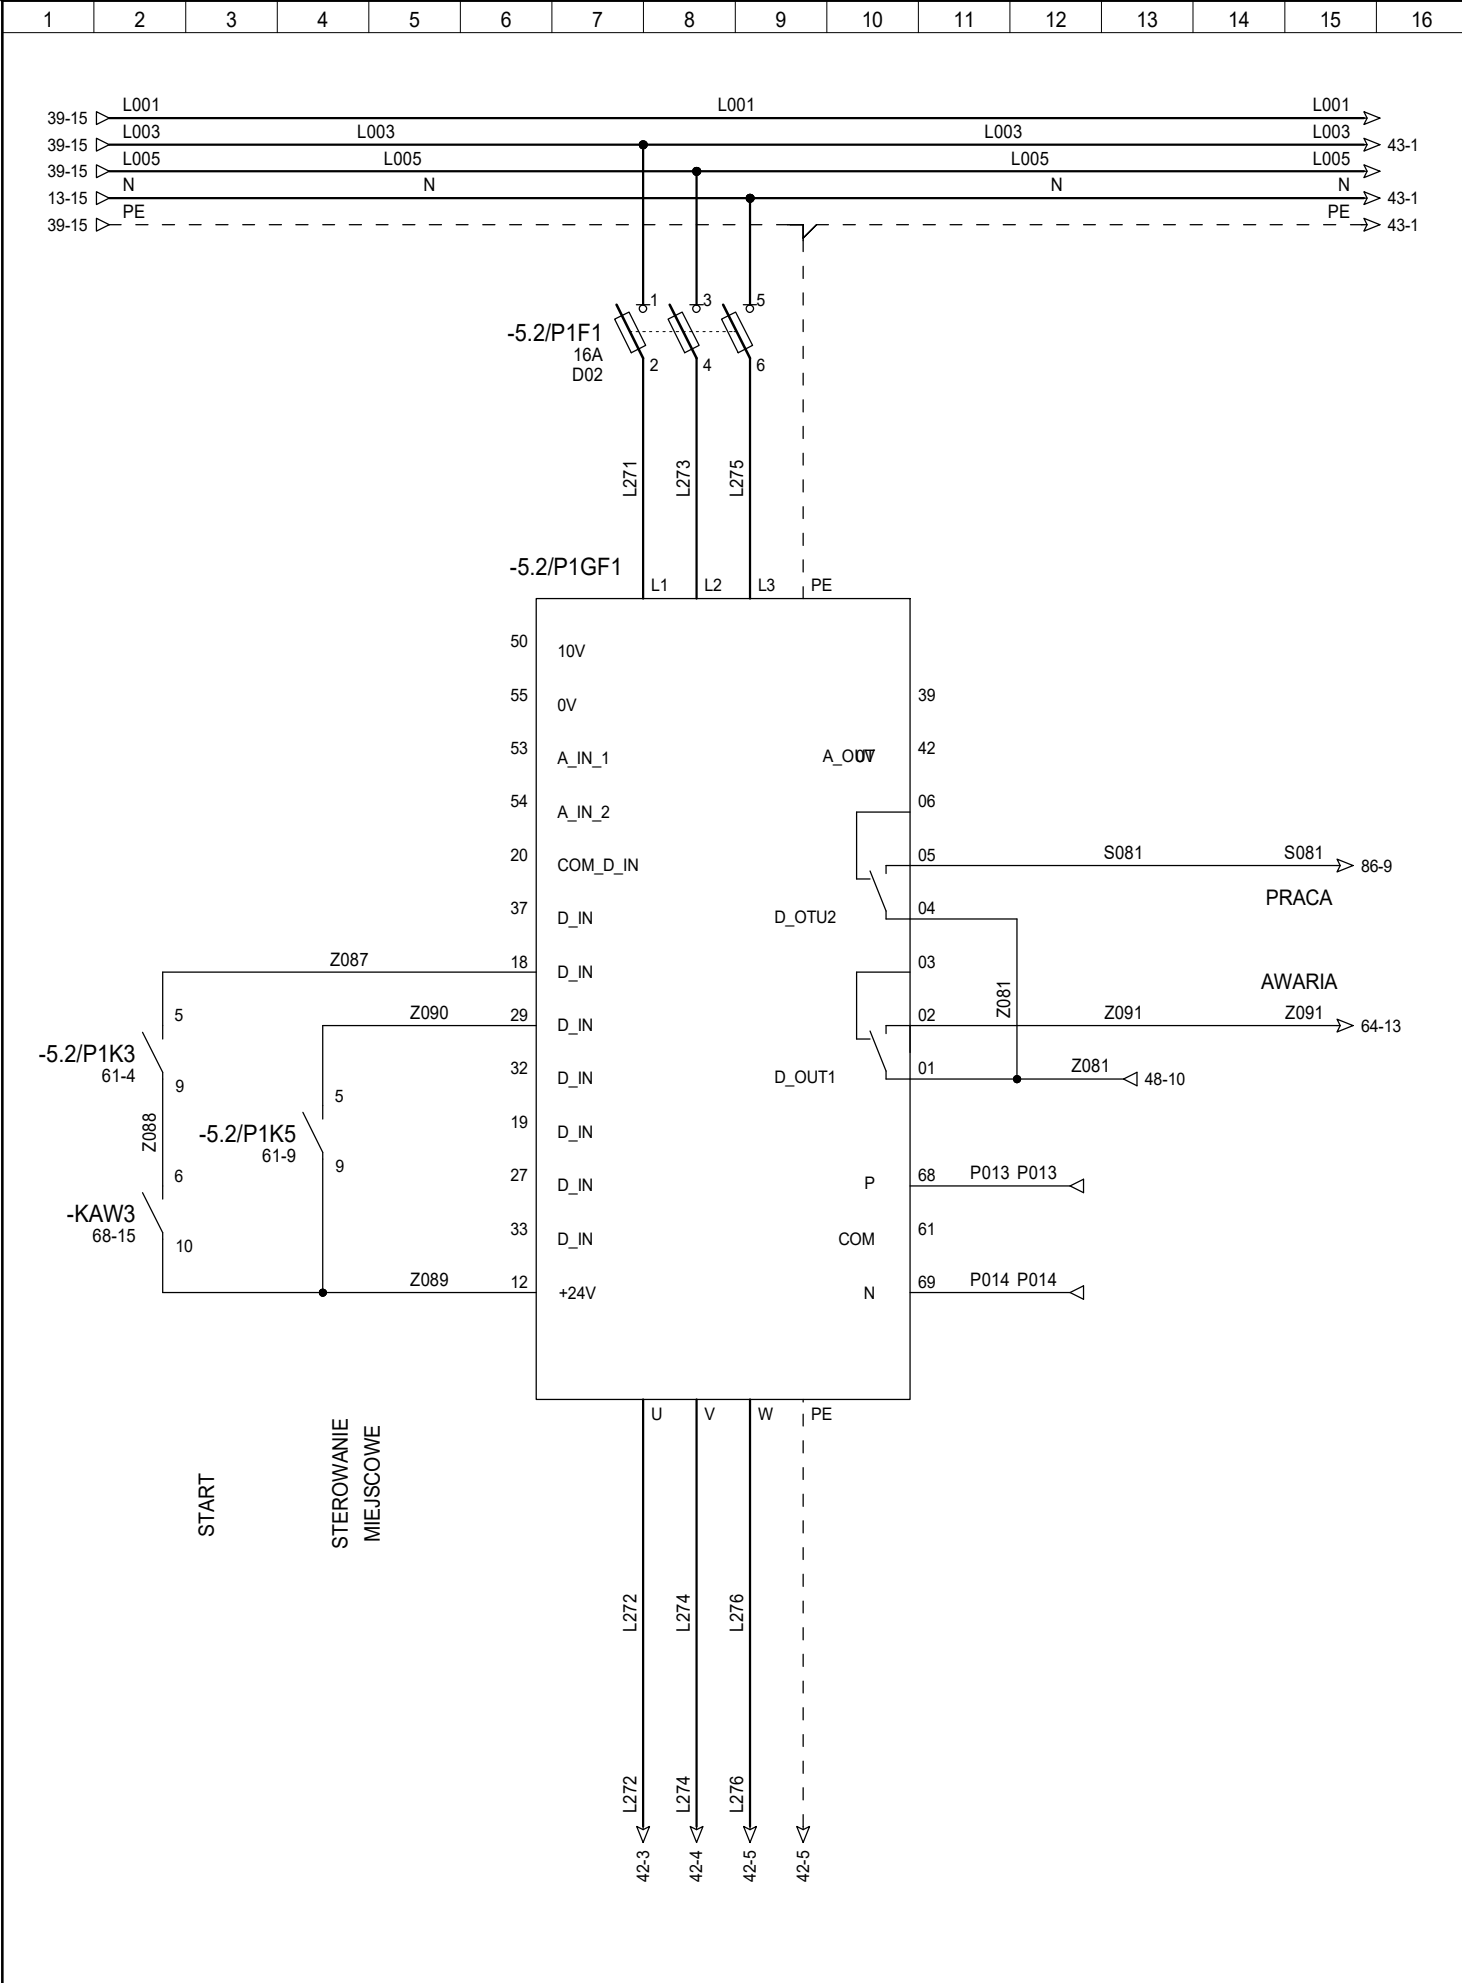 1 2 3 4 5 6 7 8 9 10 11 12 13 14 15 16
L001 L001 L001
39-15
L003 L003 L003 L003
39-15 43-1
L005 L005 L005 L005
39-15
N N N N
13-15 43-1
PE PE
39-15 43-1
1 3 5
-5.2/P1F1
16A
D02
2 4 6
L271 L273 L275
-5.2/P1GF1
L1 L2 L3 PE
50 10V
55 0V 39
53 A_IN_1 42
54 A_IN_2 06
20 COM_D_IN 05 S081 S081 86-9
PRACA
37 D_IN D_OTU2 04
Z087 18 D_IN 03
AWARIA
Z081
5 Z090 29 D_IN 02 Z091 Z091 64-13
-5.2/P1K3
61-4
9
32 D_IN D_OUT1 01 Z081 48-10
5
Z088
-5.2/P1K5
61-9
9
19 D_IN
6 27 D_IN P 68 P013 P013
-KAW3
68-15
10
33 D_IN COM 61
Z089 12 +24V N 69 P014 P014
U V W PE
START
STEROWANIE
MIEJSCOWE
L272 L274 L276
L272 L274 L276
42-3 42-4 42-5 42-5